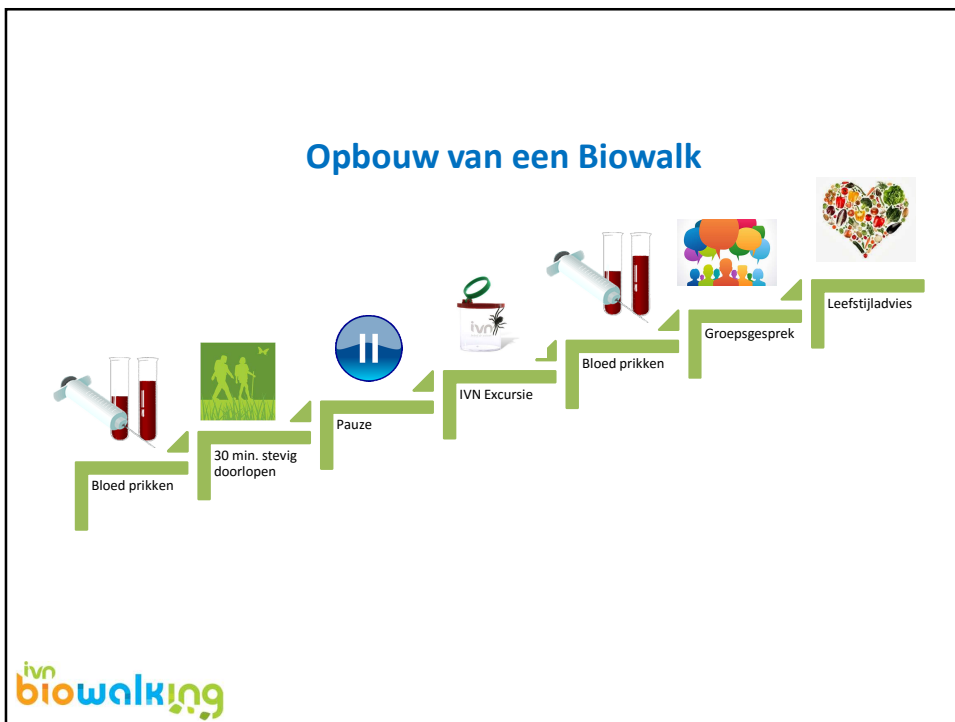 Opbouw van een Biowalk
Bloed prikken
30 min. stevig
doorlopen
Pauze
ivn
IVN Excursie
Bloed prikken
Groepsgesprek
Leefstijladvies
ivn
biowalking